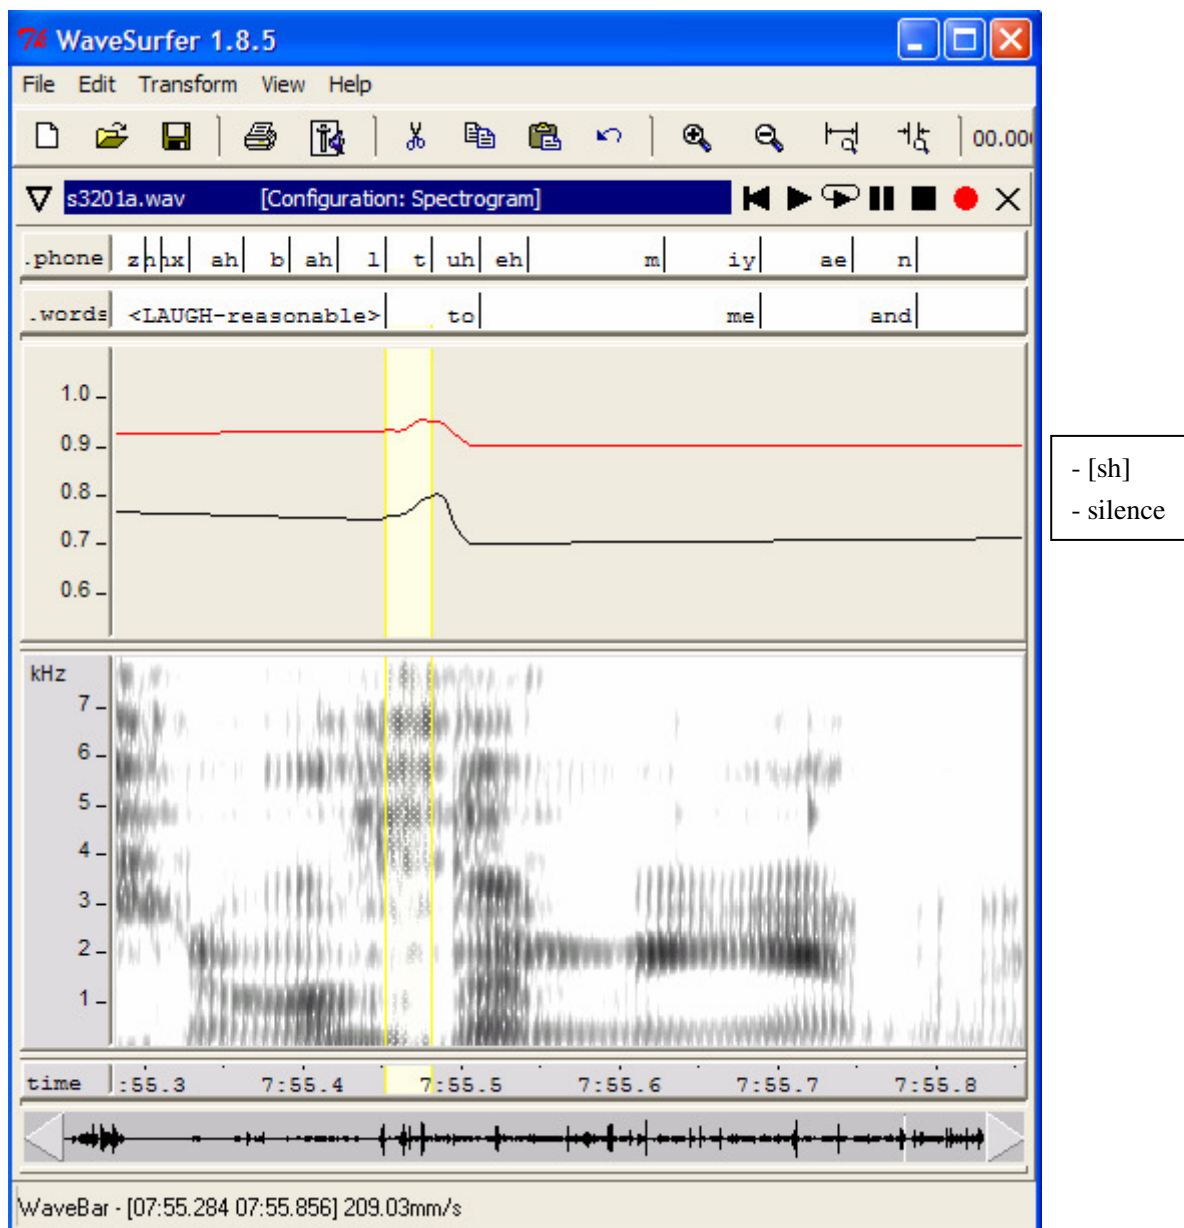 WaveSurfer 1.8.5
File Edit Transform View Help
00.00
s3201a.wav [Configuration: Spectrogram]
.phone z hx ah b ah l t uh eh m iy ae n
.words <LAUGH-reasonable> to me and
1.0
0.9
0.8
0.7
0.6
- [sh]
- silence
kHz
7
6
5
4
3
2
1
time :55.3 7:55.4 7:55.5 7:55.6 7:55.7 7:55.8
WaveBar - [07:55.284 07:55.856] 209.03mm/s